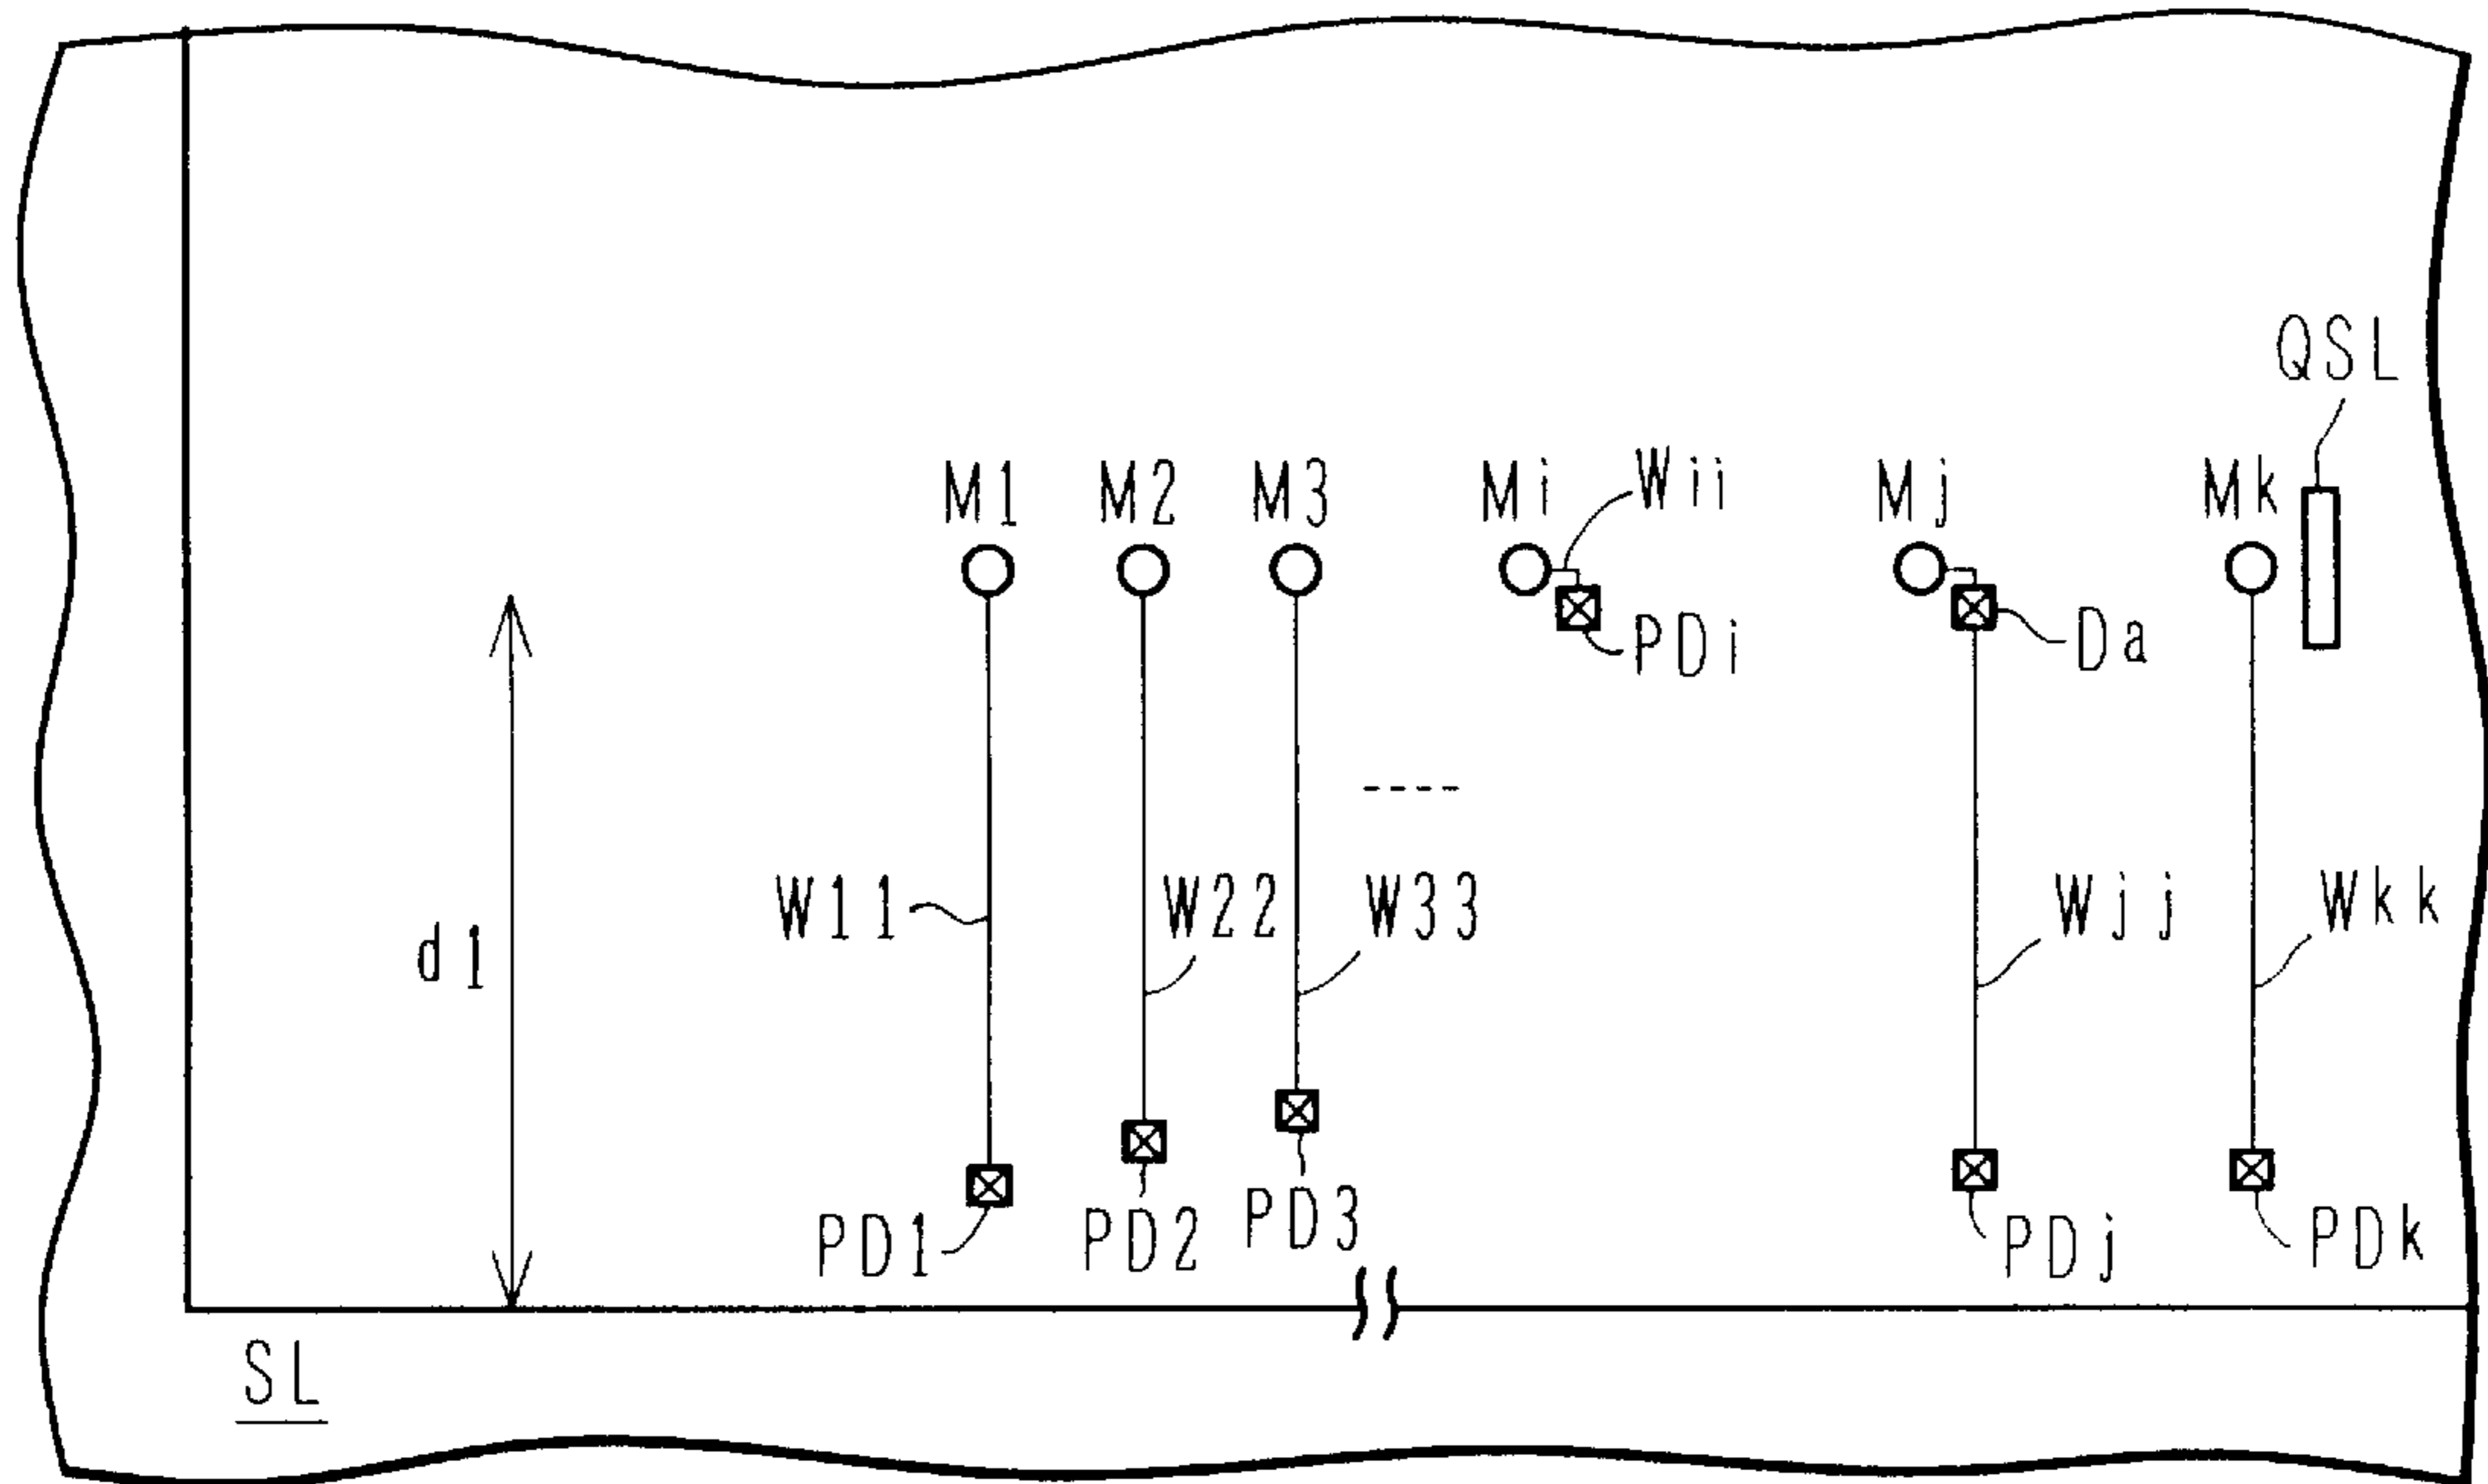 QSL
M1 M2 M3 Mi Wii Mj Mk
PDi Da
W11 W22 W33 Wjj Wkk
d1
PD1 PD2 PD3 PDj PDk
SL